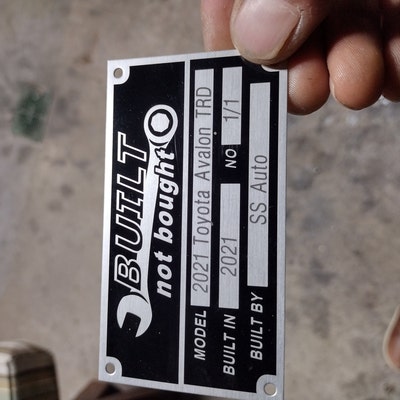 BUILT
not bought
MODEL 2021 Toyota Avalon TRD
BUILT IN 2021 NO 1/1
BUILT BY SS Auto